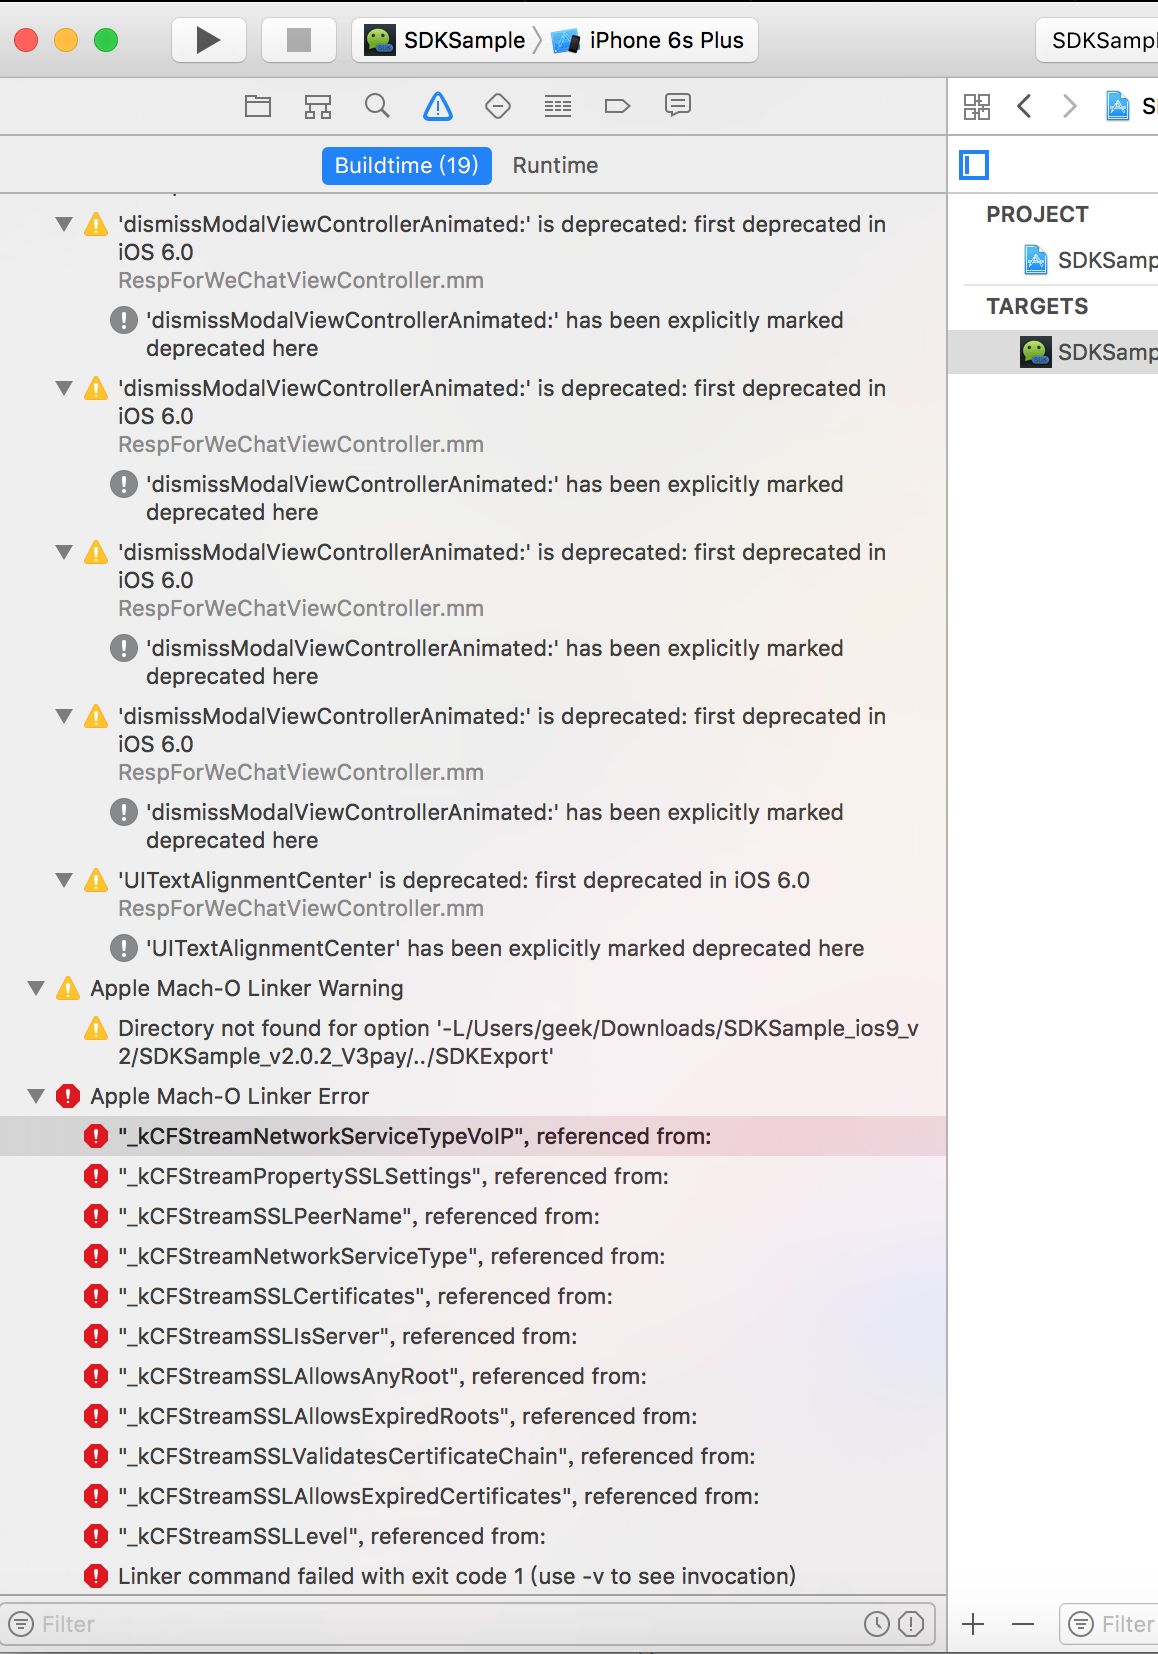 SDKSample
iPhone 6s Plus
SDKSampl
Buildtime (19)
Runtime
'dismissModalViewControllerAnimated:' is deprecated: first deprecated in
iOS 6.0
RespForWeChatViewController.mm
'dismissModalViewControllerAnimated:' has been explicitly marked
deprecated here
'dismissModalViewControllerAnimated:' is deprecated: first deprecated in
iOS 6.0
RespForWeChatViewController.mm
'dismissModalViewControllerAnimated:' has been explicitly marked
deprecated here
'dismissModalViewControllerAnimated:' is deprecated: first deprecated in
iOS 6.0
RespForWeChatViewController.mm
'dismissModalViewControllerAnimated:' has been explicitly marked
deprecated here
'dismissModalViewControllerAnimated:' is deprecated: first deprecated in
iOS 6.0
RespForWeChatViewController.mm
'dismissModalViewControllerAnimated:' has been explicitly marked
deprecated here
'UITextAlignmentCenter' is deprecated: first deprecated in iOS 6.0
RespForWeChatViewController.mm
'UITextAlignmentCenter' has been explicitly marked deprecated here
Apple Mach-O Linker Warning
Directory not found for option '-L/Users/geek/Downloads/SDKSample_ios9_v
2/SDKSample_v2.0.2_V3pay/../SDKExport'
Apple Mach-O Linker Error
"_kCFStreamNetworkServiceTypeVoIP", referenced from:
"_kCFStreamPropertySSLSettings", referenced from:
"_kCFStreamSSLPeerName", referenced from:
"_kCFStreamNetworkServiceType", referenced from:
"_kCFStreamSSLCertificates", referenced from:
"_kCFStreamSSLIsServer", referenced from:
"_kCFStreamSSLAllowsAnyRoot", referenced from:
"_kCFStreamSSLAllowsExpiredRoots", referenced from:
"_kCFStreamSSLValidatesCertificateChain", referenced from:
"_kCFStreamSSLAllowsExpiredCertificates", referenced from:
"_kCFStreamSSLLevel", referenced from:
Linker command failed with exit code 1 (use -v to see invocation)
Filter
PROJECT
SDKSamp
TARGETS
SDKSamp
Filter